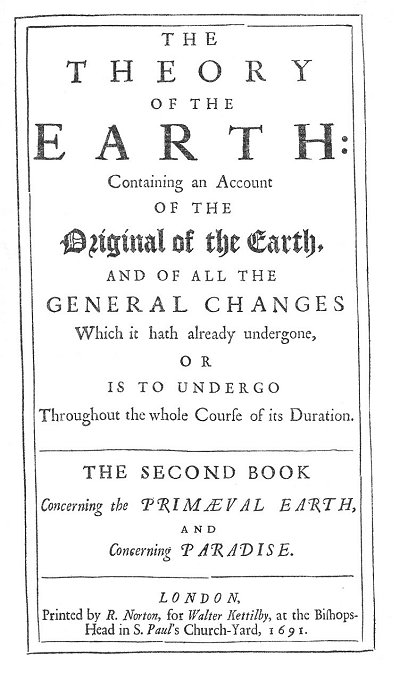 THE
THEORY
OF THE
EARTH:
Containing an Account
OF THE
Original of the Earth,
AND OF ALL THE
GENERAL CHANGES
Which it hath already undergone,
OR
IS TO UNDERGO
Throughout the whole Courſe of its Duration.
THE SECOND BOOK
Concerning the PRIMÆVAL EARTH,
AND
Concerning PARADISE.
LONDON,
Printed by R. Norton, for Walter Kettilby, at the Biſhops-
Head in S. Paul's Church-Yard, 1691.